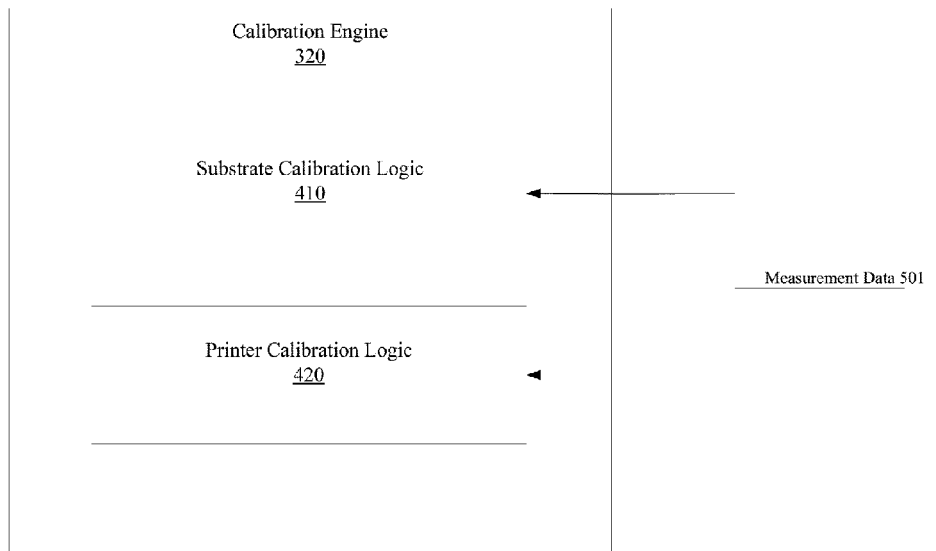 Calibration Engine
320
Substrate Calibration Logic
410
Measurement Data 501
Printer Calibration Logic
420